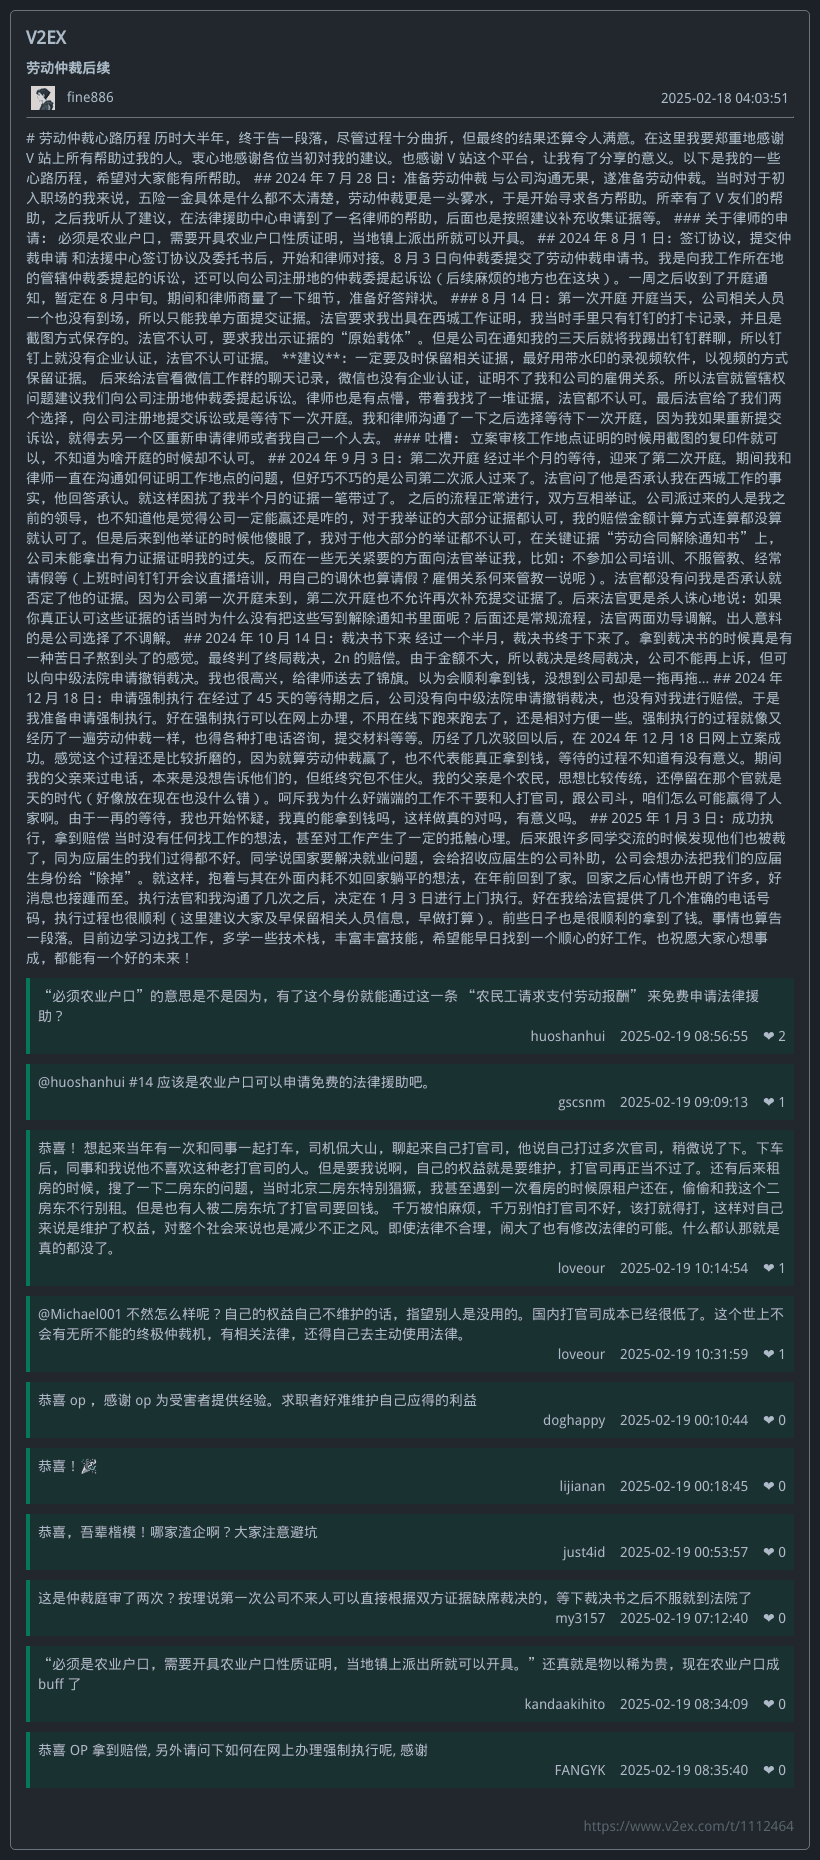 V2EX
劳动仲裁后续
fine886
2025-02-18 04:03:51
# 劳动仲裁心路历程 历时大半年，终于告一段落，尽管过程十分曲折，但最终的结果还算令人满意。在这里我要郑重地感谢
V 站上所有帮助过我的人。衷心地感谢各位当初对我的建议。也感谢 V 站这个平台，让我有了分享的意义。以下是我的一些
心路历程，希望对大家能有所帮助。 ## 2024 年 7 月 28 日: 准备劳动仲裁 与公司沟通无果，遂准备劳动仲裁。当时对于初
入职场的我来说，五险一金具体是什么都不太清楚，劳动仲裁更是一头雾水，于是开始寻求各方帮助。所幸有了 V 友们的帮
助，之后我听从了建议，在法律援助中心申请到了一名律师的帮助，后面也是按照建议补充收集证据等。 ### 关于律师的申
请： 必须是农业户口，需要开具农业户口性质证明，当地镇上派出所就可以开具。 ## 2024 年 8 月 1 日: 签订协议，提交仲
裁申请 和法援中心签订协议及委托书后，开始和律师对接。8 月 3 日向仲裁委提交了劳动仲裁申请书。我是向我工作所在地
的管辖仲裁委提起的诉讼，还可以向公司注册地的仲裁委提起诉讼（后续麻烦的地方也在这块）。一周之后收到了开庭通
知，暂定在 8 月中旬。期间和律师商量了一下细节，准备好答辩状。 ### 8 月 14 日: 第一次开庭 开庭当天，公司相关人员
一个也没有到场，所以只能我单方面提交证据。法官要求我出具在西城工作证明，我当时手里只有钉钉的打卡记录，并且是
截图方式保存的。法官不认可，要求我出示证据的“原始载体”。但是公司在通知我的三天后就将我踢出钉钉群聊，所以钉
钉上就没有企业认证，法官不认可证据。 **建议**: 一定要及时保留相关证据，最好用带水印的录视频软件，以视频的方式
保留证据。 后来给法官看微信工作群的聊天记录，微信也没有企业认证，证明不了我和公司的雇佣关系。所以法官就管辖权
问题建议我们向公司注册地仲裁委提起诉讼。律师也是有点懵，带着我找了一堆证据，法官都不认可。最后法官给了我们两
个选择，向公司注册地提交诉讼或是等待下一次开庭。我和律师沟通了一下之后选择等待下一次开庭，因为我如果重新提交
诉讼，就得去另一个区重新申请律师或者我自己一个人去。 ### 吐槽： 立案审核工作地点证明的时候用截图的复印件就可
以，不知道为啥开庭的时候却不认可。 ## 2024 年 9 月 3 日: 第二次开庭 经过半个月的等待，迎来了第二次开庭。期间我和
律师一直在沟通如何证明工作地点的问题，但好巧不巧的是公司第二次派人过来了。法官问了他是否承认我在西城工作的事
实，他回答承认。就这样困扰了我半个月的证据一笔带过了。 之后的流程正常进行，双方互相举证。公司派过来的人是我之
前的领导，也不知道他是觉得公司一定能赢还是咋的，对于我举证的大部分证据都认可，我的赔偿金额计算方式连算都没算
就认可了。但是后来到他举证的时候他傻眼了，我对于他大部分的举证都不认可，在关键证据“劳动合同解除通知书”上，
公司未能拿出有力证据证明我的过失。反而在一些无关紧要的方面向法官举证我，比如：不参加公司培训、不服管教、经常
请假等（上班时间钉钉开会议直播培训，用自己的调休也算请假？雇佣关系何来管教一说呢）。法官都没有问我是否承认就
否定了他的证据。因为公司第一次开庭未到，第二次开庭也不允许再次补充提交证据了。后来法官更是杀人诛心地说：如果
你真正认可这些证据的话当时为什么没有把这些写到解除通知书里面呢？后面还是常规流程，法官两面劝导调解。出人意料
的是公司选择了不调解。 ## 2024 年 10 月 14 日: 裁决书下来 经过一个半月，裁决书终于下来了。拿到裁决书的时候真是有
一种苦日子熬到头了的感觉。最终判了终局裁决，2n 的赔偿。由于金额不大，所以裁决是终局裁决，公司不能再上诉，但可
以向中级法院申请撤销裁决。我也很高兴，给律师送去了锦旗。以为会顺利拿到钱，没想到公司却是一拖再拖... ## 2024 年
12 月 18 日: 申请强制执行 在经过了 45 天的等待期之后，公司没有向中级法院申请撤销裁决，也没有对我进行赔偿。于是
我准备申请强制执行。好在强制执行可以在网上办理，不用在线下跑来跑去了，还是相对方便一些。强制执行的过程就像又
经历了一遍劳动仲裁一样，也得各种打电话咨询，提交材料等等。历经了几次驳回以后，在 2024 年 12 月 18 日网上立案成
功。感觉这个过程还是比较折磨的，因为就算劳动仲裁赢了，也不代表能真正拿到钱，等待的过程不知道有没有意义。期间
我的父亲来过电话，本来是没想告诉他们的，但纸终究包不住火。我的父亲是个农民，思想比较传统，还停留在那个官就是
天的时代（好像放在现在也没什么错）。呵斥我为什么好端端的工作不干要和人打官司，跟公司斗，咱们怎么可能赢得了人
家啊。由于一再的等待，我也开始怀疑，我真的能拿到钱吗，这样做真的对吗，有意义吗。 ## 2025 年 1 月 3 日: 成功执
行，拿到赔偿 当时没有任何找工作的想法，甚至对工作产生了一定的抵触心理。后来跟许多同学交流的时候发现他们也被裁
了，同为应届生的我们过得都不好。同学说国家要解决就业问题，会给招收应届生的公司补助，公司会想办法把我们的应届
生身份给“除掉”。就这样，抱着与其在外面内耗不如回家躺平的想法，在年前回到了家。回家之后心情也开朗了许多，好
消息也接踵而至。执行法官和我沟通了几次之后，决定在 1 月 3 日进行上门执行。好在我给法官提供了几个准确的电话号
码，执行过程也很顺利（这里建议大家及早保留相关人员信息，早做打算）。前些日子也是很顺利的拿到了钱。事情也算告
一段落。目前边学习边找工作，多学一些技术栈，丰富丰富技能，希望能早日找到一个顺心的好工作。也祝愿大家心想事
成，都能有一个好的未来！
“必须农业户口”的意思是不是因为，有了这个身份就能通过这一条 “农民工请求支付劳动报酬” 来免费申请法律援
助？
huoshanhui 2025-02-19 08:56:55 ❤ 2
@huoshanhui #14 应该是农业户口可以申请免费的法律援助吧。
gscsnm 2025-02-19 09:09:13 ❤ 1
恭喜！ 想起来当年有一次和同事一起打车，司机侃大山，聊起来自己打官司，他说自己打过多次官司，稍微说了下。下车
后，同事和我说他不喜欢这种老打官司的人。但是要我说啊，自己的权益就是要维护，打官司再正当不过了。还有后来租
房的时候，搜了一下二房东的问题，当时北京二房东特别猖獗，我甚至遇到一次看房的时候原租户还在，偷偷和我这个二
房东不行别租。但是也有人被二房东坑了打官司要回钱。 千万被怕麻烦，千万别怕打官司不好，该打就得打，这样对自己
来说是维护了权益，对整个社会来说也是减少不正之风。即使法律不合理，闹大了也有修改法律的可能。什么都认那就是
真的都没了。
loveour 2025-02-19 10:14:54 ❤ 1
@Michael001 不然怎么样呢？自己的权益自己不维护的话，指望别人是没用的。国内打官司成本已经很低了。这个世上不
会有无所不能的终极仲裁机，有相关法律，还得自己去主动使用法律。
loveour 2025-02-19 10:31:59 ❤ 1
恭喜 op ，感谢 op 为受害者提供经验。求职者好难维护自己应得的利益
doghappy 2025-02-19 00:10:44 ❤ 0
恭喜！🎉
lijianan 2025-02-19 00:18:45 ❤ 0
恭喜，吾辈楷模！哪家渣企啊？大家注意避坑
just4id 2025-02-19 00:53:57 ❤ 0
这是仲裁庭审了两次？按理说第一次公司不来人可以直接根据双方证据缺席裁决的，等下裁决书之后不服就到法院了
my3157 2025-02-19 07:12:40 ❤ 0
“必须是农业户口，需要开具农业户口性质证明，当地镇上派出所就可以开具。”还真就是物以稀为贵，现在农业户口成
buff 了
kandaakihito 2025-02-19 08:34:09 ❤ 0
恭喜 OP 拿到赔偿, 另外请问下如何在网上办理强制执行呢, 感谢
FANGYK 2025-02-19 08:35:40 ❤ 0
https://www.v2ex.com/t/1112464